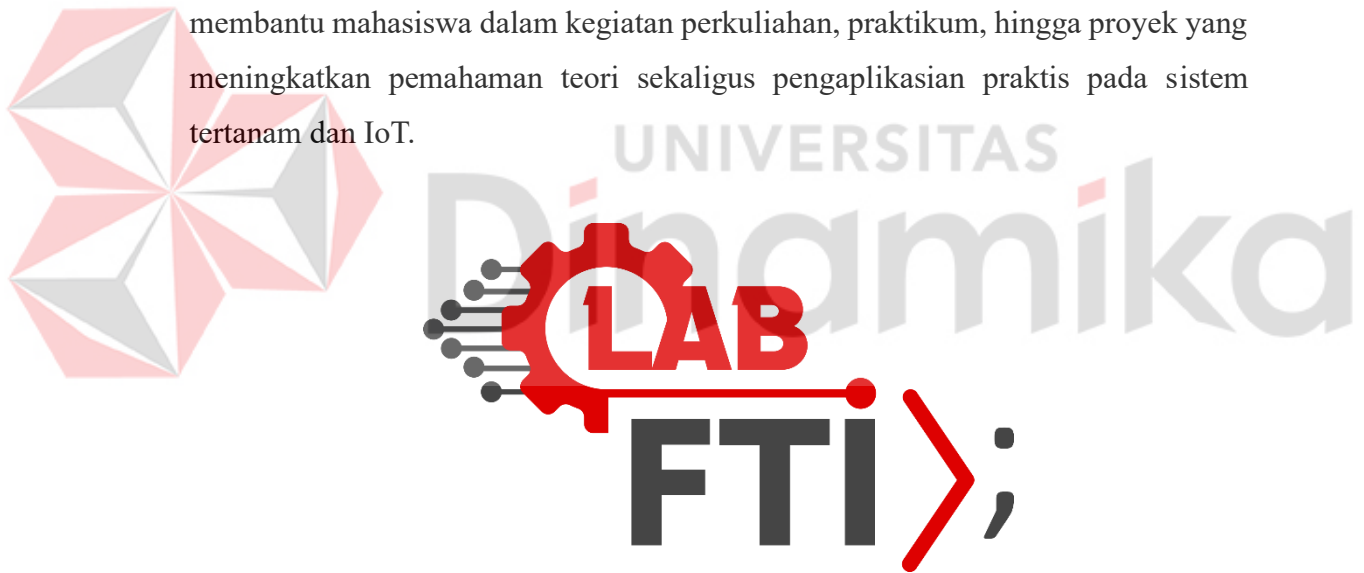 membantu mahasiswa dalam kegiatan perkuliahan, praktikum, hingga proyek yang
meningkatkan pemahaman teori sekaligus pengaplikasian praktis pada sistem
tertanam dan IoT.
UNIVERSITAS
Dinamika
LAB
FTI ;